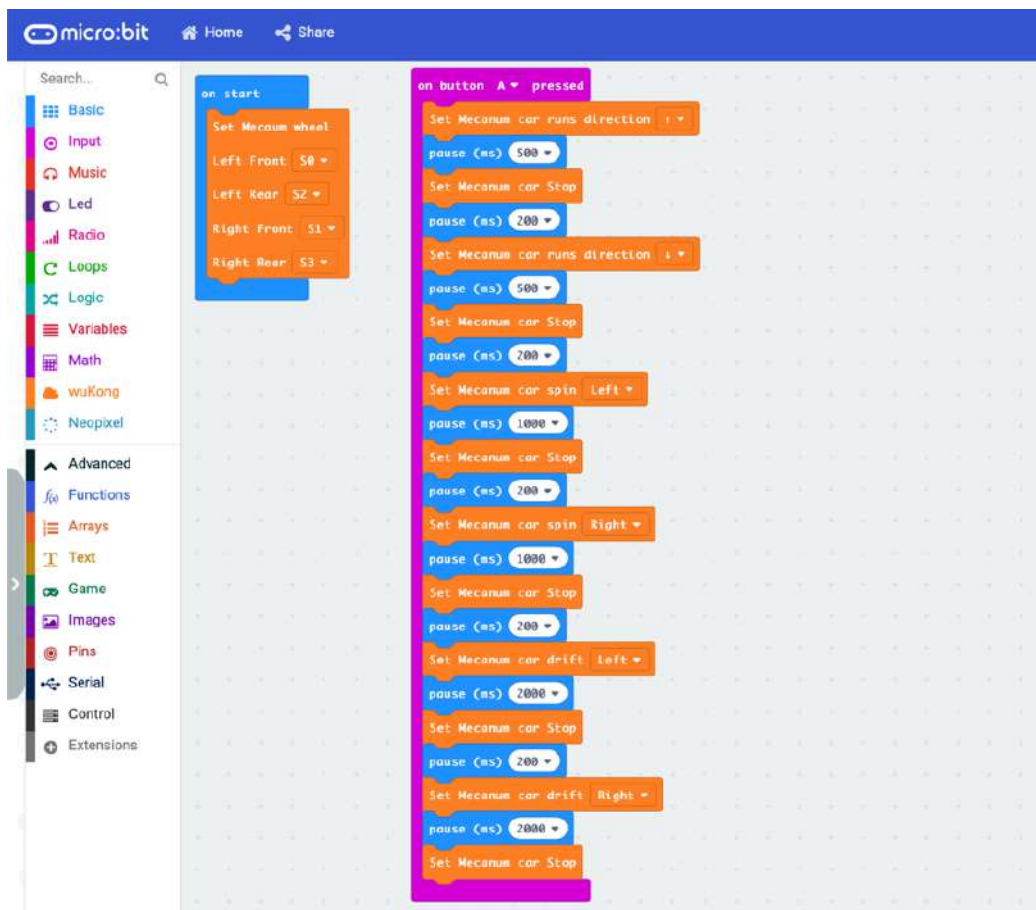 micro:bit Home Share
Search...
Basic
Input
Music
Led
Radio
Loops
Logic
Variables
Math
wuKong
Neopixel
Advanced
Functions
Arrays
Text
Game
Images
Pins
Serial
Control
Extensions
on start
Set Mecaum wheel
Left Front S0
Left Rear S2
Right Front S1
Right Rear S3
on button A pressed
Set Mecanum car runs direction ↑
pause (ms) 500
Set Mecanum car Stop
pause (ms) 200
Set Mecanum car runs direction ↓
pause (ms) 500
Set Mecanum car Stop
pause (ms) 200
Set Mecanum car spin Left
pause (ms) 1000
Set Mecanum car Stop
pause (ms) 200
Set Mecanum car spin Right
pause (ms) 1000
Set Mecanum car Stop
pause (ms) 200
Set Mecanum car drift Left
pause (ms) 2000
Set Mecanum car Stop
pause (ms) 200
Set Mecanum car drift Right
pause (ms) 2000
Set Mecanum car Stop